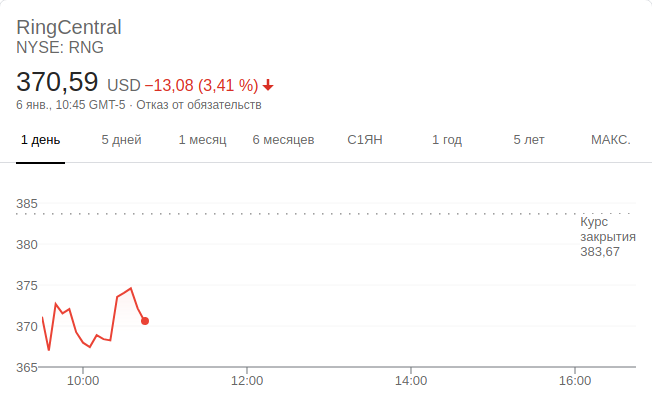 RingCentral
NYSE: RNG
370,59 USD −13,08 (3,41 %)
6 янв., 10:45 GMT-5 · Отказ от обязательств
1 день 5 дней 1 месяц 6 месяцев С1ЯН 1 год 5 лет МАКС.
385
Курс
закрытия
383,67
380
375
370
365
10:00 12:00 14:00 16:00